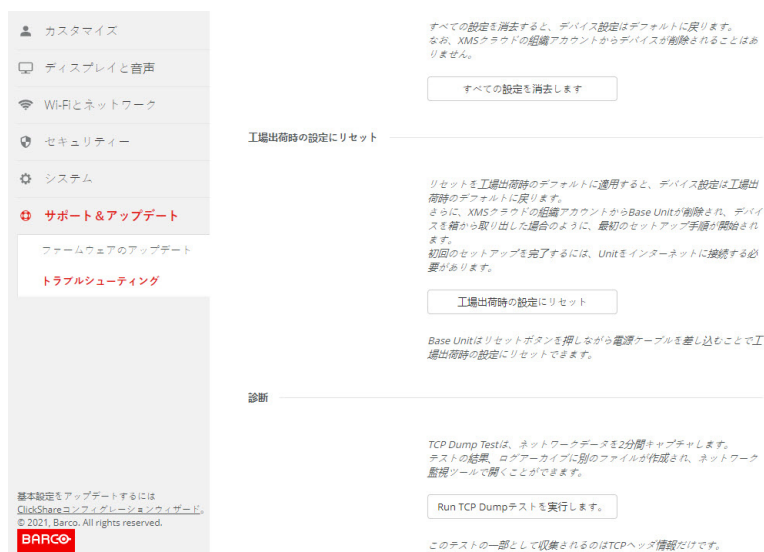 カスタマイズ
ディスプレイと音声
Wi-Fiとネットワーク
セキュリティー
システム
サポート＆アップデート
ファームウェアのアップデート
トラブルシューティング
基本設定をアップデートするには
ClickShareコンフィグレーションウィザード。
© 2021, Barco. All rights reserved.
BARCO
すべての設定を消去すると、デバイス設定はデフォルトに戻ります。
なお、XMSクラウドの組織アカウントからデバイスが削除されることはあ
りません。
すべての設定を消去します
工場出荷時の設定にリセット
リセットを工場出荷時のデフォルトに適用すると、デバイス設定は工場出
荷時のデフォルトに戻ります。
さらに、XMSクラウドの組織アカウントからBase Unitが削除され、デバイ
スを箱から取り出した場合のように、最初のセットアップ手順が開始され
ます。
初回のセットアップを完了するには、Unitをインターネットに接続する必
要があります。
工場出荷時の設定にリセット
Base Unitはリセットボタンを押しながら電源ケーブルを差し込むことで工
場出荷時の設定にリセットできます。
診断
TCP Dump Testは、ネットワークデータを2分間キャプチャします。
テストの結果、ログアーカイブに別のファイルが作成され、ネットワーク
監視ツールで開くことができます。
Run TCP Dumpテストを実行します。
このテストの一部として収集されるのはTCPヘッダ情報だけです。